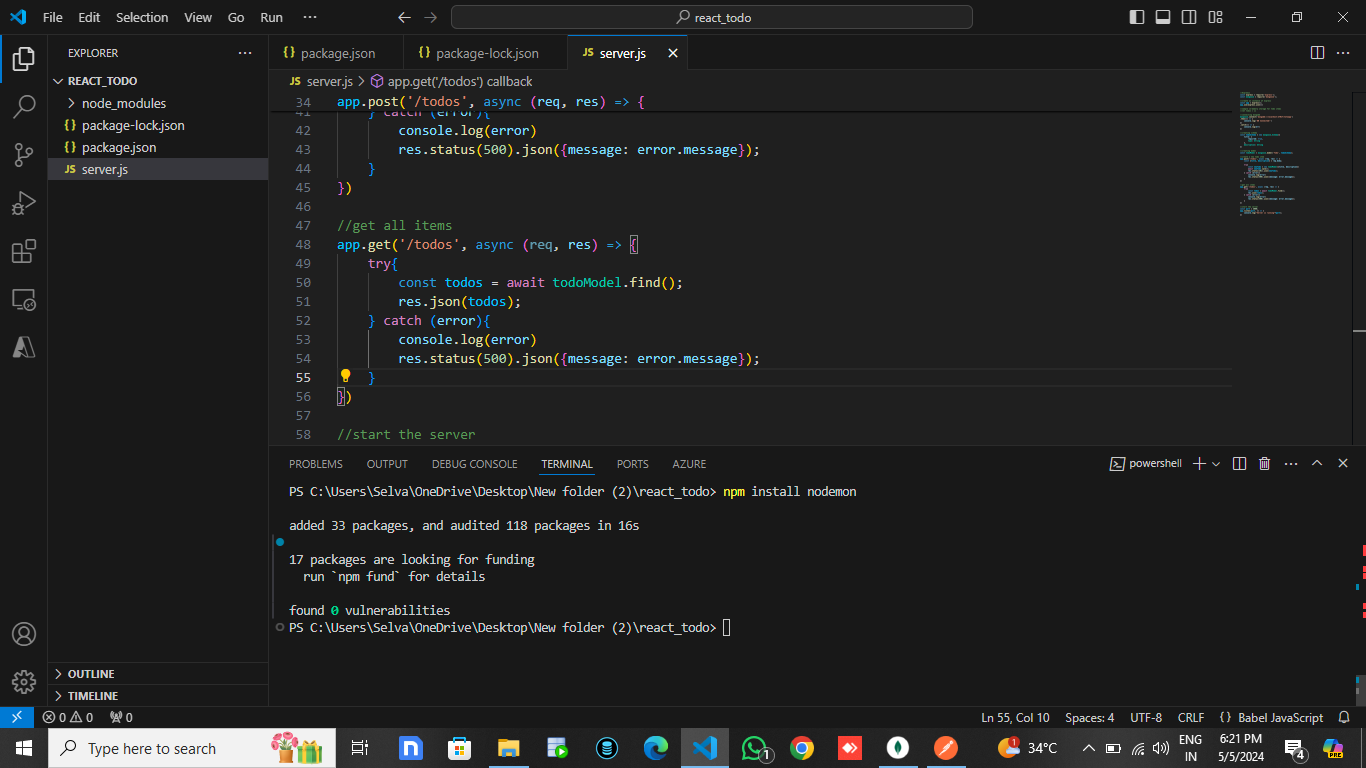 File Edit Selection View Go Run ··· react_todo
EXPLORER ···
REACT_TODO
node_modules
{} package-lock.json
{} package.json
JS server.js
OUTLINE
TIMELINE
{} package.json {} package-lock.json JS server.js
JS server.js > app.get('/todos') callback
34 app.post('/todos', async (req, res) => {
41 } catch (error){
42 console.log(error)
43 res.status(500).json({message: error.message});
44 }
45 })
46
47 //get all items
48 app.get('/todos', async (req, res) => {
49 try{
50 const todos = await todoModel.find();
51 res.json(todos);
52 } catch (error){
53 console.log(error)
54 res.status(500).json({message: error.message});
55 }
56 })
57
58 //start the server
PROBLEMS OUTPUT DEBUG CONSOLE TERMINAL PORTS AZURE powershell
PS C:\Users\Selva\OneDrive\Desktop\New folder (2)\react_todo> npm install nodemon
added 33 packages, and audited 118 packages in 16s
17 packages are looking for funding
run `npm fund` for details
found 0 vulnerabilities
PS C:\Users\Selva\OneDrive\Desktop\New folder (2)\react_todo>
0 0 0 Ln 55, Col 10 Spaces: 4 UTF-8 CRLF {} Babel JavaScript
Type here to search 1 1 34°C ENG 6:21 PM 4 PRE
IN 5/5/2024